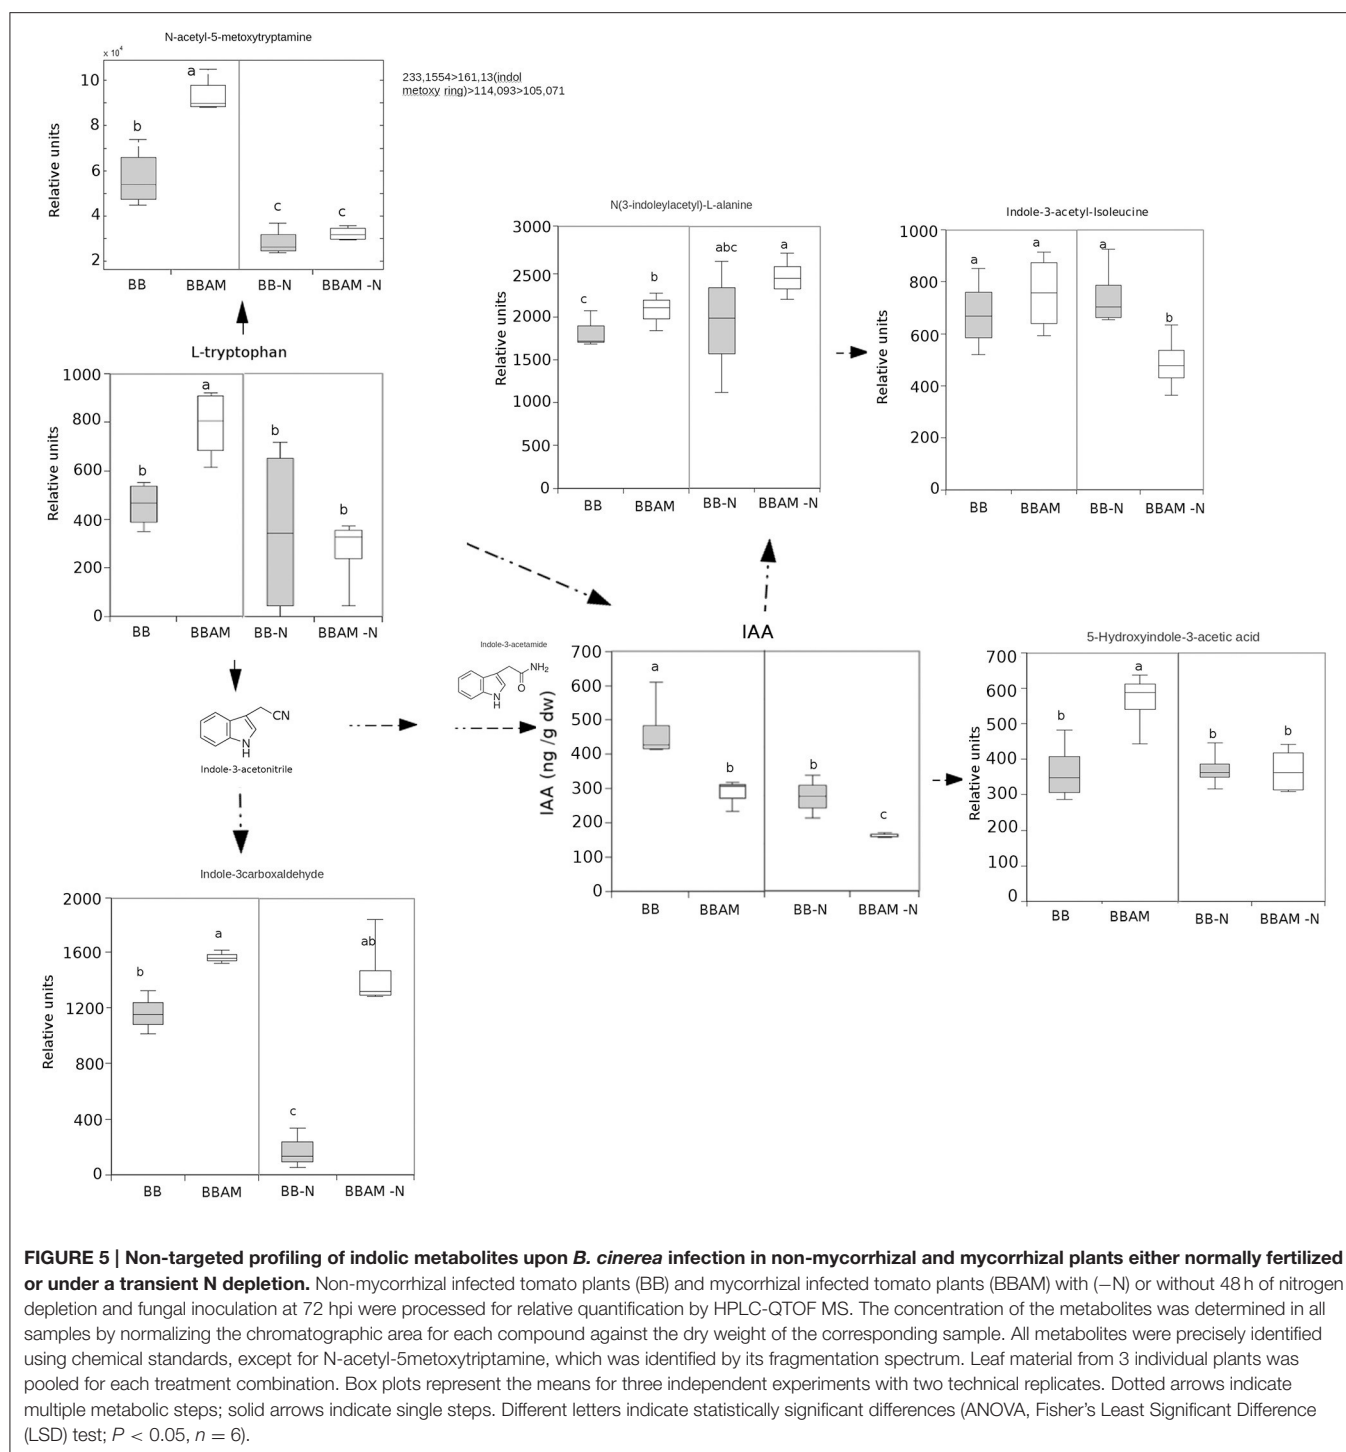 N-acetyl-5-metoxytryptamine
x 10⁴
10
8
6
4
2
Relative units
a
b
c
c
BB
BBAM
BB-N
BBAM -N
233,1554>161,13(indol
metoxy ring)>114,093>105,071
N(3-indoleylacetyl)-L-alanine
3000
2500
2000
1500
1000
500
0
Relative units
c
b
abc
a
BB
BBAM
BB-N
BBAM -N
Indole-3-acetyl-Isoleucine
1000
800
600
400
200
0
Relative units
a
a
a
b
BB
BBAM
BB-N
BBAM -N
L-tryptophan
1000
800
600
400
200
0
Relative units
b
a
b
b
BB
BBAM
BB-N
BBAM -N
CN
N
H
Indole-3-acetonitrile
Indole-3-acetamide
NH₂
O
N
H
IAA
700
600
500
400
300
200
100
0
IAA (ng /g dw)
a
b
b
c
BB
BBAM
BB-N
BBAM -N
5-Hydroxyindole-3-acetic acid
700
600
500
400
300
200
100
0
Relative units
b
a
b
b
BB
BBAM
BB-N
BBAM -N
Indole-3carboxaldehyde
2000
1600
1200
800
400
0
Relative units
b
a
c
ab
BB
BBAM
BB-N
BBAM -N
FIGURE 5 | Non-targeted profiling of indolic metabolites upon B. cinerea infection in non-mycorrhizal and mycorrhizal plants either normally fertilized
or under a transient N depletion. Non-mycorrhizal infected tomato plants (BB) and mycorrhizal infected tomato plants (BBAM) with (−N) or without 48 h of nitrogen
depletion and fungal inoculation at 72 hpi were processed for relative quantification by HPLC-QTOF MS. The concentration of the metabolites was determined in all
samples by normalizing the chromatographic area for each compound against the dry weight of the corresponding sample. All metabolites were precisely identified
using chemical standards, except for N-acetyl-5metoxytriptamine, which was identified by its fragmentation spectrum. Leaf material from 3 individual plants was
pooled for each treatment combination. Box plots represent the means for three independent experiments with two technical replicates. Dotted arrows indicate
multiple metabolic steps; solid arrows indicate single steps. Different letters indicate statistically significant differences (ANOVA, Fisher's Least Significant Difference
(LSD) test; P < 0.05, n = 6).